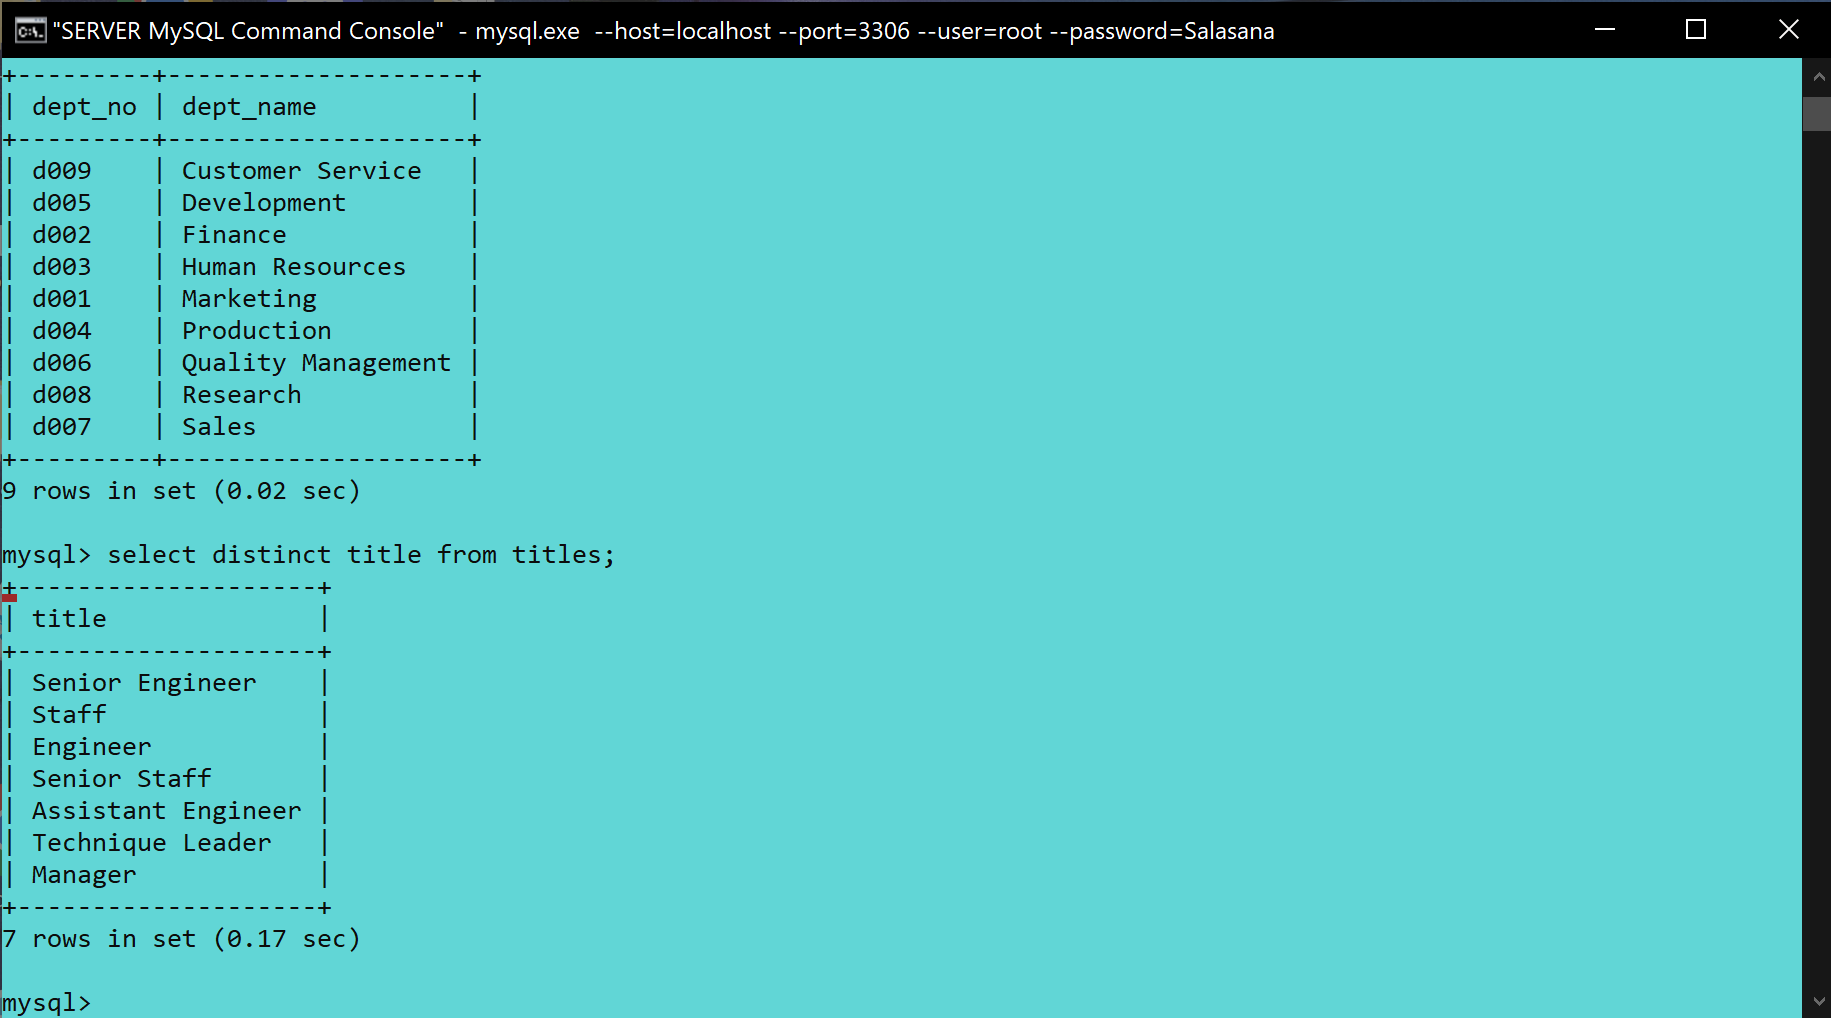 "SERVER MySQL Command Console" - mysql.exe --host=localhost --port=3306 --user=root --password=Salasana
+---------+--------------------+
| dept_no | dept_name          |
+---------+--------------------+
| d009    | Customer Service   |
| d005    | Development        |
| d002    | Finance            |
| d003    | Human Resources    |
| d001    | Marketing          |
| d004    | Production         |
| d006    | Quality Management |
| d008    | Research           |
| d007    | Sales              |
+---------+--------------------+
9 rows in set (0.02 sec)
mysql> select distinct title from titles;
+--------------------+
| title              |
+--------------------+
| Senior Engineer    |
| Staff              |
| Engineer           |
| Senior Staff       |
| Assistant Engineer |
| Technique Leader   |
| Manager            |
+--------------------+
7 rows in set (0.17 sec)
mysql>